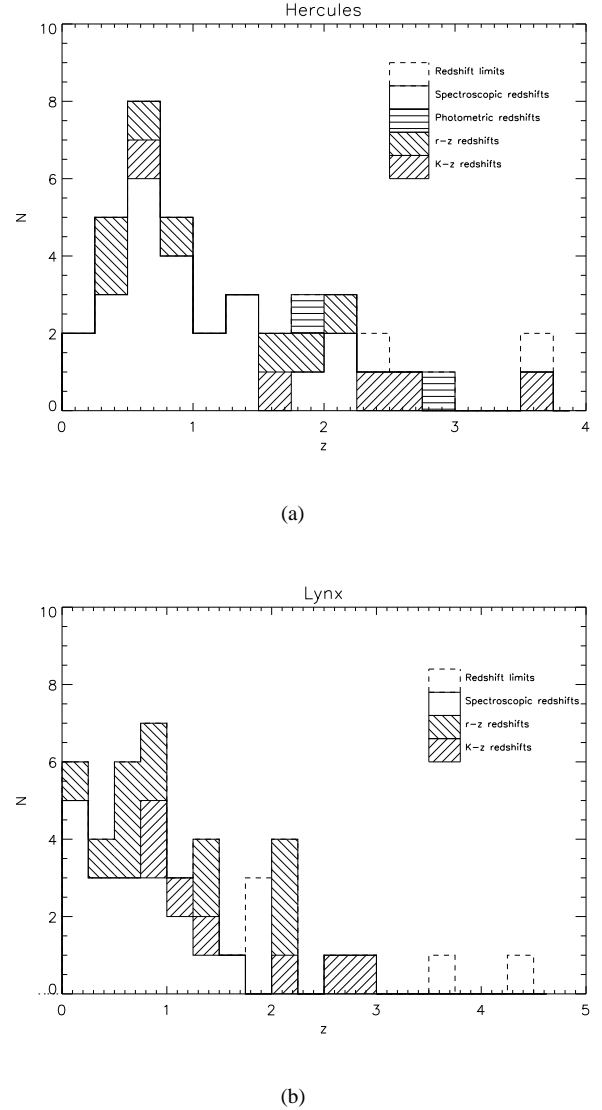 Hercules
10
8
6
4
2
0
N
Redshift limits
Spectroscopic redshifts
Photometric redshifts
r−z redshifts
K−z redshifts
0 1 2 3 4
z
(a)
Lynx
10
8
6
4
2
0
N
Redshift limits
Spectroscopic redshifts
r−z redshifts
K−z redshifts
0 1 2 3 4 5
z
(b)